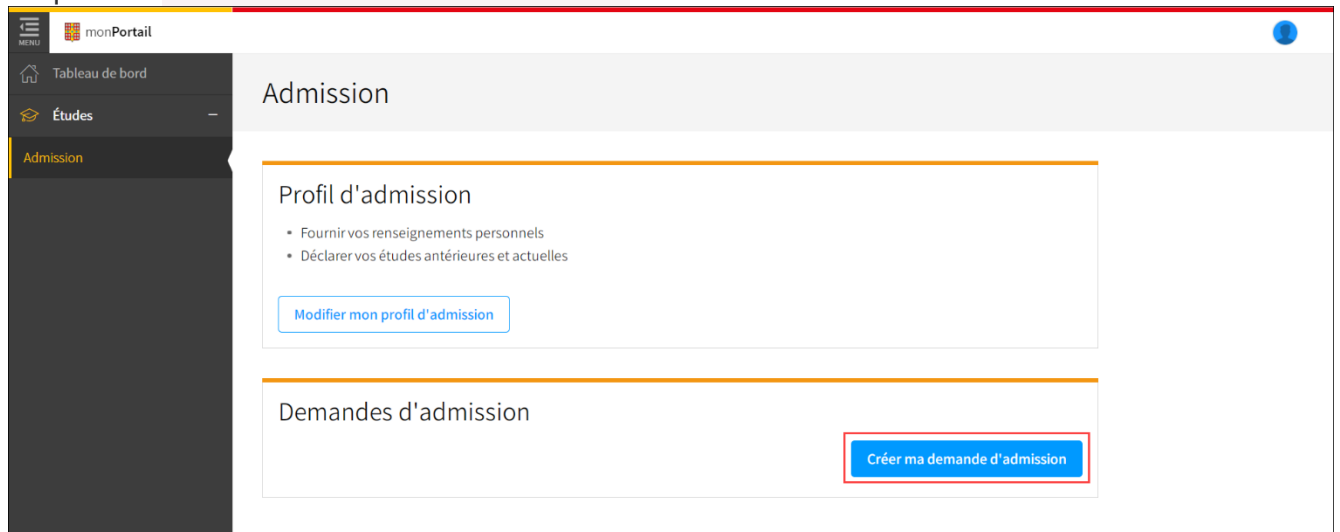 MENU
monPortail
Tableau de bord
Études
Admission
Admission
Profil d'admission
• Fournir vos renseignements personnels
• Déclarer vos études antérieures et actuelles
Modifier mon profil d'admission
Demandes d'admission
Créer ma demande d'admission